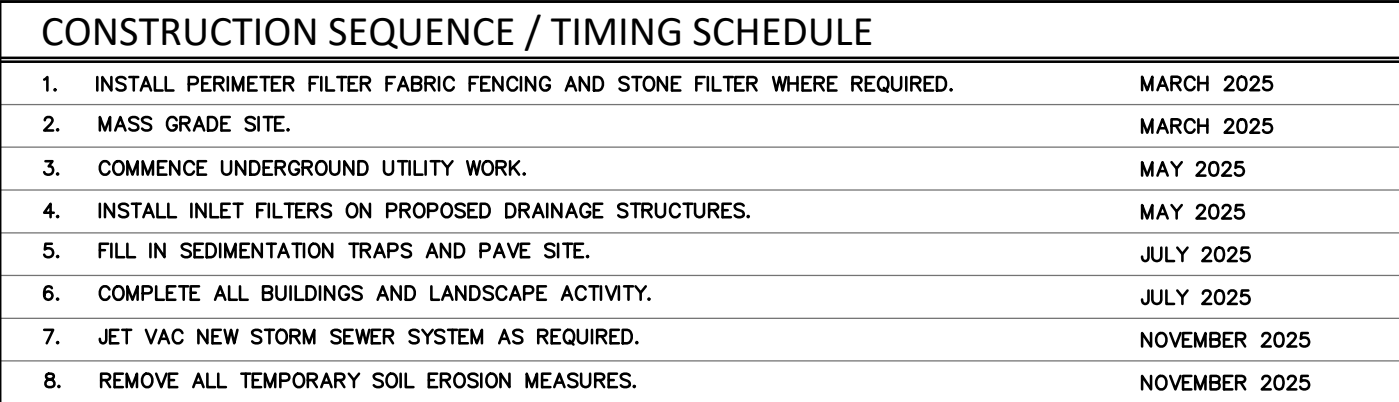 CONSTRUCTION SEQUENCE / TIMING SCHEDULE
1. INSTALL PERIMETER FILTER FABRIC FENCING AND STONE FILTER WHERE REQUIRED. MARCH 2025
2. MASS GRADE SITE. MARCH 2025
3. COMMENCE UNDERGROUND UTILITY WORK. MAY 2025
4. INSTALL INLET FILTERS ON PROPOSED DRAINAGE STRUCTURES. MAY 2025
5. FILL IN SEDIMENTATION TRAPS AND PAVE SITE. JULY 2025
6. COMPLETE ALL BUILDINGS AND LANDSCAPE ACTIVITY. JULY 2025
7. JET VAC NEW STORM SEWER SYSTEM AS REQUIRED. NOVEMBER 2025
8. REMOVE ALL TEMPORARY SOIL EROSION MEASURES. NOVEMBER 2025